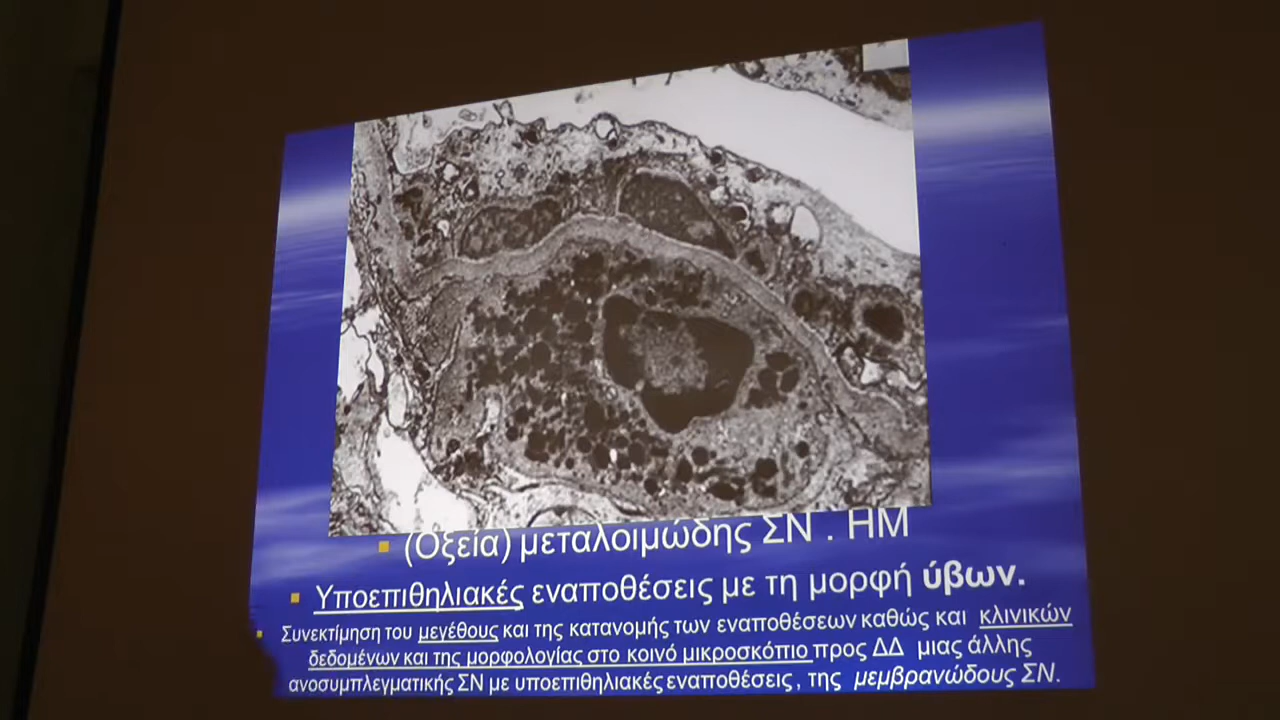 (Οξεία) μεταλοιμώδης ΣΝ . ΗΜ
Υποεπιθηλιακές εναποθέσεις με τη μορφή ύβων.
Συνεκτίμηση του μεγέθους και της κατανομής των εναποθέσεων καθώς και κλινικών
δεδομένων και της μορφολογίας στο κοινό μικροσκόπιο προς ΔΔ μιας άλλης
ανοσυμπλεγματικής ΣΝ με υποεπιθηλιακές εναποθέσεις, της μεμβρανώδους ΣΝ.